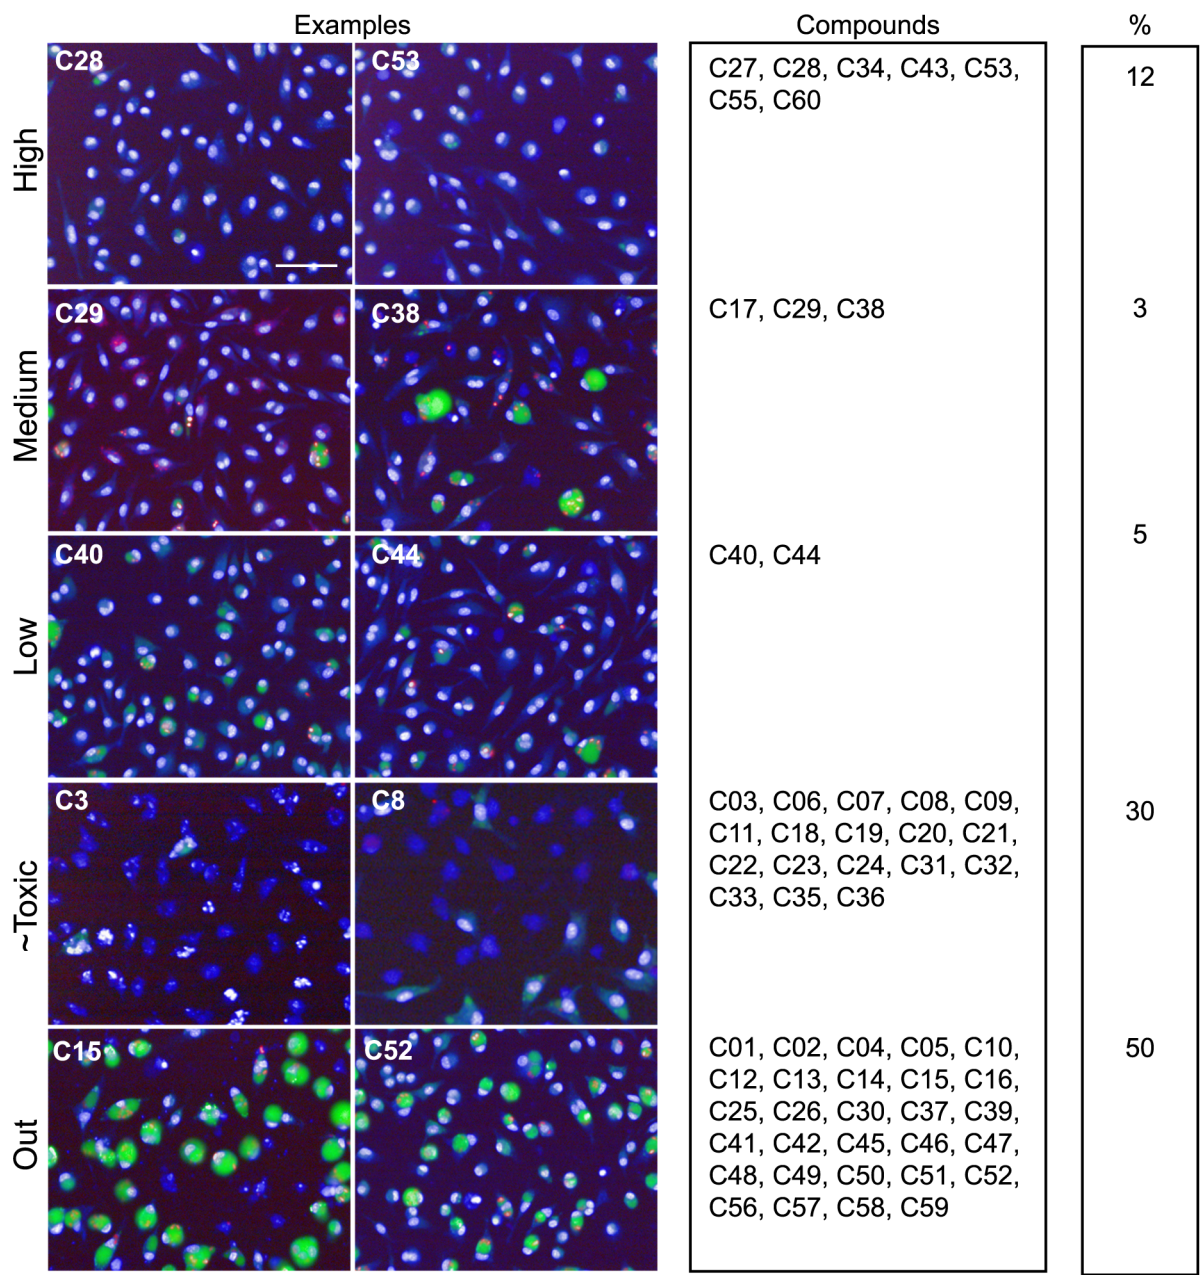 Examples
Compounds
%
High
C28
C53
C27, C28, C34, C43, C53,
C55, C60
12
Medium
C29
C38
C17, C29, C38
3
Low
C40
C44
C40, C44
5
~Toxic
C3
C8
C03, C06, C07, C08, C09,
C11, C18, C19, C20, C21,
C22, C23, C24, C31, C32,
C33, C35, C36
30
Out
C15
C52
C01, C02, C04, C05, C10,
C12, C13, C14, C15, C16,
C25, C26, C30, C37, C39,
C41, C42, C45, C46, C47,
C48, C49, C50, C51, C52,
C56, C57, C58, C59
50